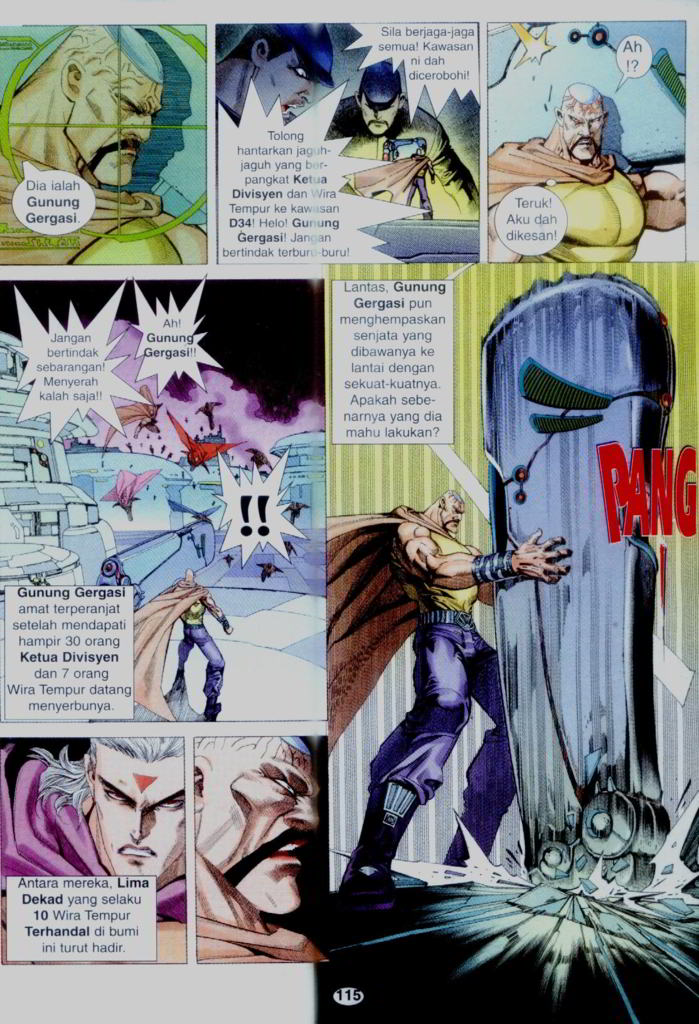 Dia ialah
Gunung
Gergasi.
Sila berjaga-jaga
semua! Kawasan
ni dah
dicerobohi!
Tolong
hantarkan jaguh-
jaguh yang ber-
pangkat Ketua
Divisyen dan Wira
Tempur ke kawasan
D34! Helo! Gunung
Gergasi! Jangan
bertindak terburu-buru!
Ah
!?
Teruk!
Aku dah
dikesan!
Jangan
bertindak
sebarangan!
Menyerah
kalah saja!!
Ah!
Gunung
Gergasi!!
!!
Gunung Gergasi
amat terperanjat
setelah mendapati
hampir 30 orang
Ketua Divisyen
dan 7 orang
Wira Tempur datang
menyerbunya.
Lantas, Gunung
Gergasi pun
menghempaskan
senjata yang
dibawanya ke
lantai dengan
sekuat-kuatnya.
Apakah sebe-
narnya yang dia
mahu lakukan?
PANG
!
Antara mereka, Lima
Dekad yang selaku
10 Wira Tempur
Terhandal di bumi
ini turut hadir.
115